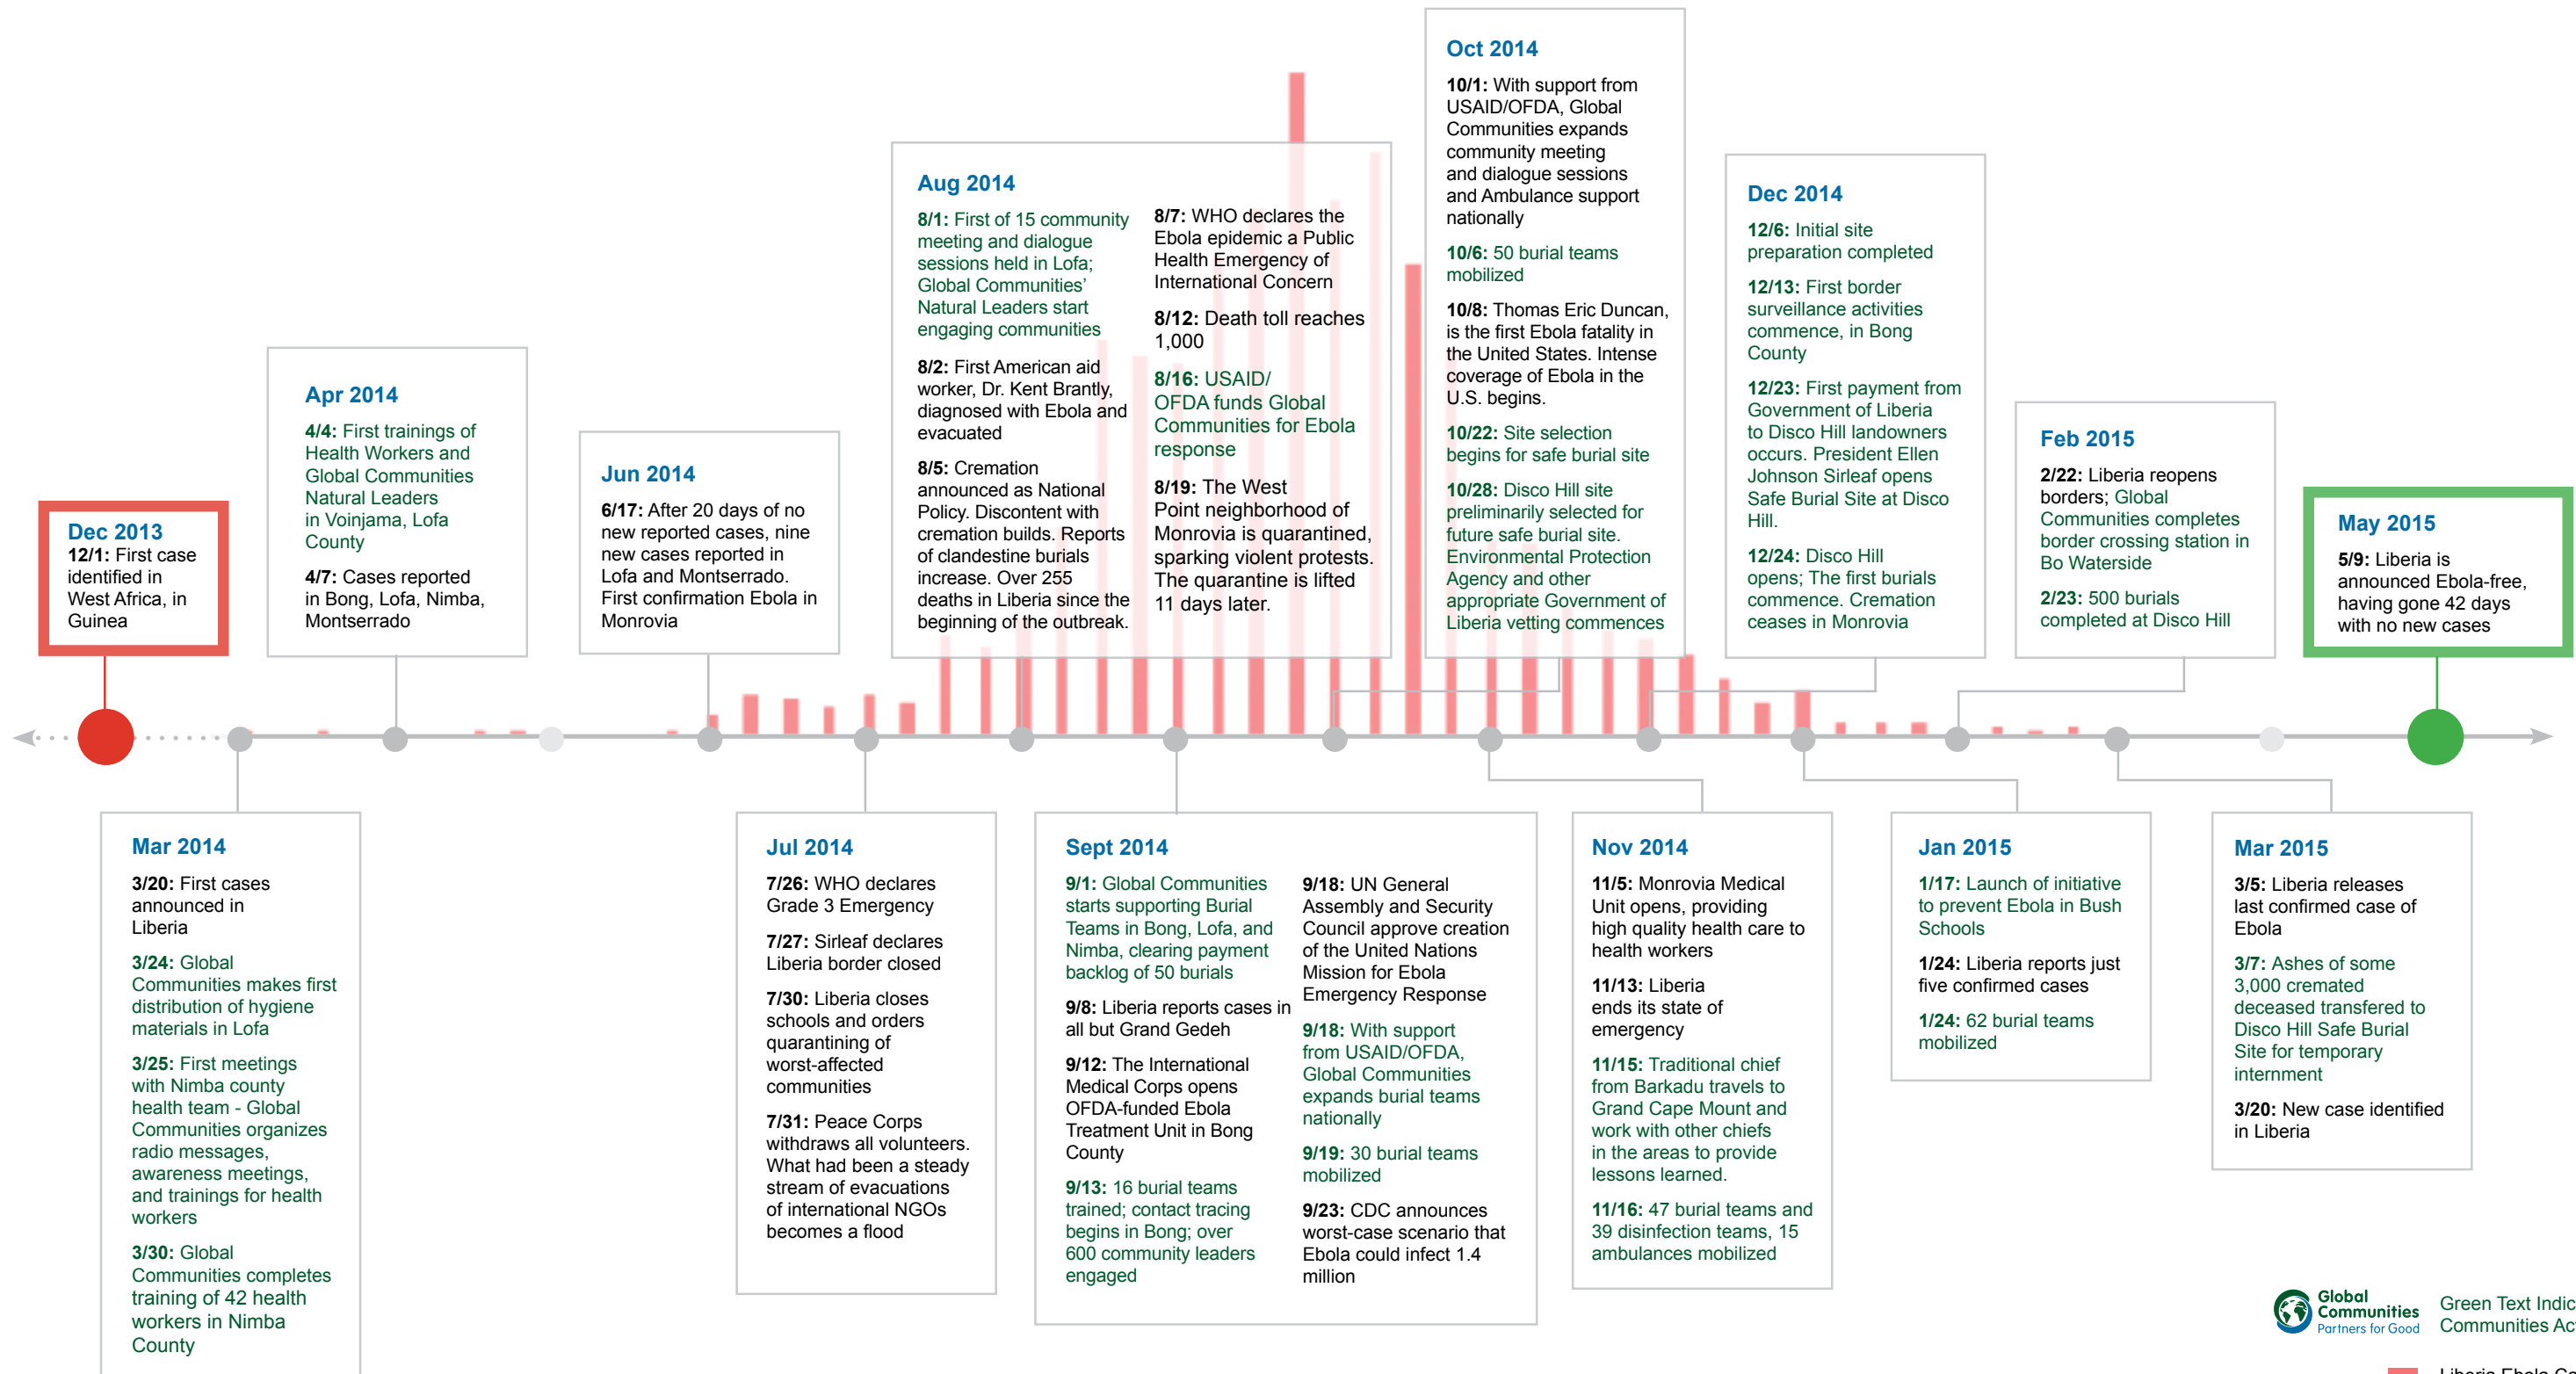 Dec 2013
12/1: First case
identified in
West Africa, in
Guinea
Mar 2014
3/20: First cases
announced in
Liberia
3/24: Global
Communities makes first
distribution of hygiene
materials in Lofa
3/25: First meetings
with Nimba county
health team - Global
Communities organizes
radio messages,
awareness meetings,
and trainings for health
workers
3/30: Global
Communities completes
training of 42 health
workers in Nimba
County
Apr 2014
4/4: First trainings of
Health Workers and
Global Communities
Natural Leaders
in Voinjama, Lofa
County
4/7: Cases reported
in Bong, Lofa, Nimba,
Montserrado
Jun 2014
6/17: After 20 days of no
new reported cases, nine
new cases reported in
Lofa and Montserrado.
First confirmation Ebola in
Monrovia
Jul 2014
7/26: WHO declares
Grade 3 Emergency
7/27: Sirleaf declares
Liberia border closed
7/30: Liberia closes
schools and orders
quarantining of
worst-affected
communities
7/31: Peace Corps
withdraws all volunteers.
What had been a steady
stream of evacuations
of international NGOs
becomes a flood
Aug 2014
8/1: First of 15 community
meeting and dialogue
sessions held in Lofa;
Global Communities’
Natural Leaders start
engaging communities
8/2: First American aid
worker, Dr. Kent Brantly,
diagnosed with Ebola and
evacuated
8/5: Cremation
announced as National
Policy. Discontent with
cremation builds. Reports
of clandestine burials
increase. Over 255
deaths in Liberia since the
beginning of the outbreak.
8/7: WHO declares the
Ebola epidemic a Public
Health Emergency of
International Concern
8/12: Death toll reaches
1,000
8/16: USAID/
OFDA funds Global
Communities for Ebola
response
8/19: The West
Point neighborhood of
Monrovia is quarantined,
sparking violent protests.
The quarantine is lifted
11 days later.
Sept 2014
9/1: Global Communities
starts supporting Burial
Teams in Bong, Lofa, and
Nimba, clearing payment
backlog of 50 burials
9/8: Liberia reports cases in
all but Grand Gedeh
9/12: The International
Medical Corps opens
OFDA-funded Ebola
Treatment Unit in Bong
County
9/13: 16 burial teams
trained; contact tracing
begins in Bong; over
600 community leaders
engaged
9/18: UN General
Assembly and Security
Council approve creation
of the United Nations
Mission for Ebola
Emergency Response
9/18: With support
from USAID/OFDA,
Global Communities
expands burial teams
nationally
9/19: 30 burial teams
mobilized
9/23: CDC announces
worst-case scenario that
Ebola could infect 1.4
million
Oct 2014
10/1: With support from
USAID/OFDA, Global
Communities expands
community meeting
and dialogue sessions
and Ambulance support
nationally
10/6: 50 burial teams
mobilized
10/8: Thomas Eric Duncan,
is the first Ebola fatality in
the United States. Intense
coverage of Ebola in the
U.S. begins.
10/22: Site selection
begins for safe burial site
10/28: Disco Hill site
preliminarily selected for
future safe burial site.
Environmental Protection
Agency and other
appropriate Government of
Liberia vetting commences
Nov 2014
11/5: Monrovia Medical
Unit opens, providing
high quality health care to
health workers
11/13: Liberia
ends its state of
emergency
11/15: Traditional chief
from Barkadu travels to
Grand Cape Mount and
work with other chiefs
in the areas to provide
lessons learned.
11/16: 47 burial teams and
39 disinfection teams, 15
ambulances mobilized
Dec 2014
12/6: Initial site
preparation completed
12/13: First border
surveillance activities
commence, in Bong
County
12/23: First payment from
Government of Liberia
to Disco Hill landowners
occurs. President Ellen
Johnson Sirleaf opens
Safe Burial Site at Disco
Hill.
12/24: Disco Hill
opens; The first burials
commence. Cremation
ceases in Monrovia
Jan 2015
1/17: Launch of initiative
to prevent Ebola in Bush
Schools
1/24: Liberia reports just
five confirmed cases
1/24: 62 burial teams
mobilized
Feb 2015
2/22: Liberia reopens
borders; Global
Communities completes
border crossing station in
Bo Waterside
2/23: 500 burials
completed at Disco Hill
Mar 2015
3/5: Liberia releases
last confirmed case of
Ebola
3/7: Ashes of some
3,000 cremated
deceased transfered to
Disco Hill Safe Burial
Site for temporary
internment
3/20: New case identified
in Liberia
May 2015
5/9: Liberia is
announced Ebola-free,
having gone 42 days
with no new cases
Global
Communities
Partners for Good
Green Text
Communities
Liberia Ebola